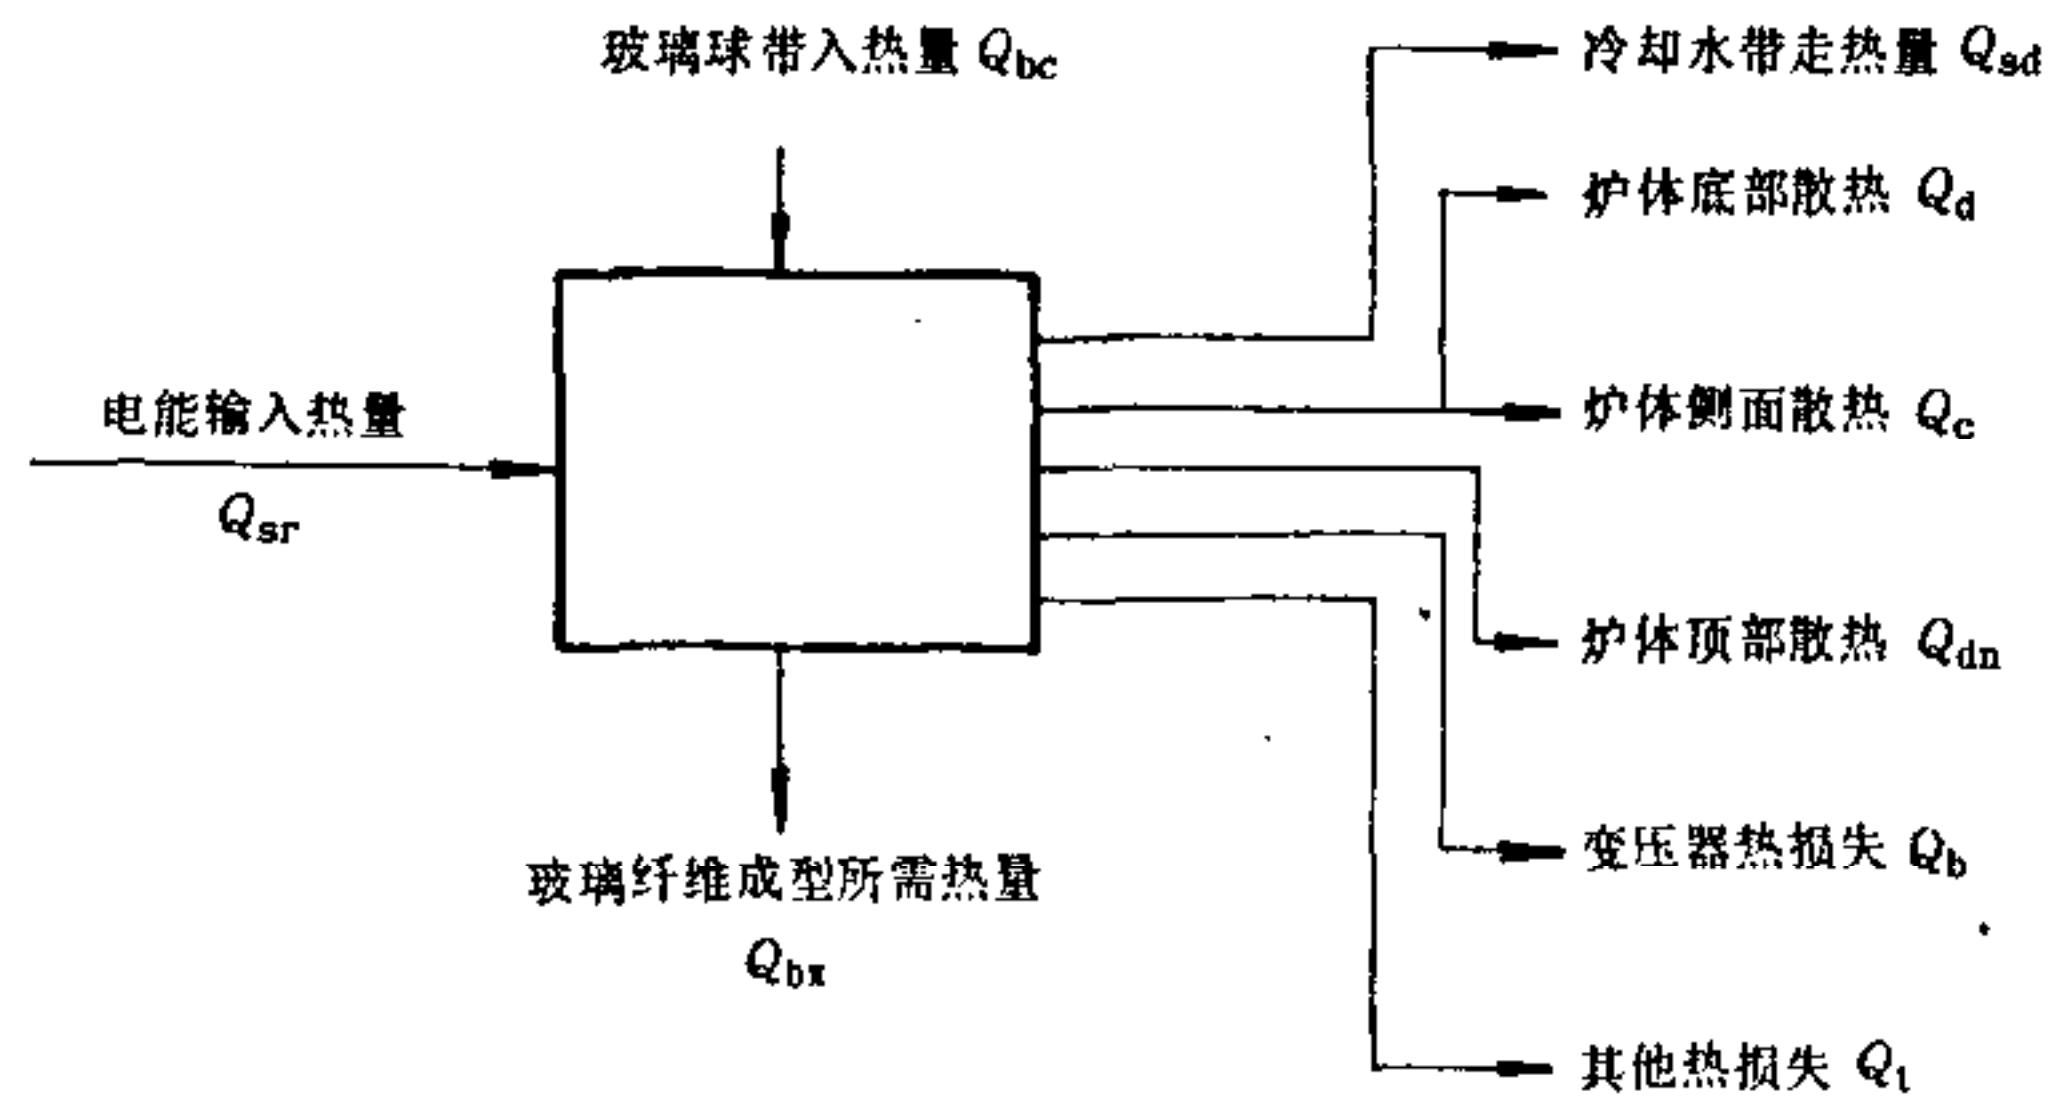 玻璃球带入热量 Qbc
冷却水带走热量 Qsd
炉体底部散热 Qd
电能输入热量
Qsr
炉体侧面散热 Qc
炉体顶部散热 Qdn
变压器热损失 Qb
玻璃纤维成型所需热量
Qbx
其他热损失 Qt